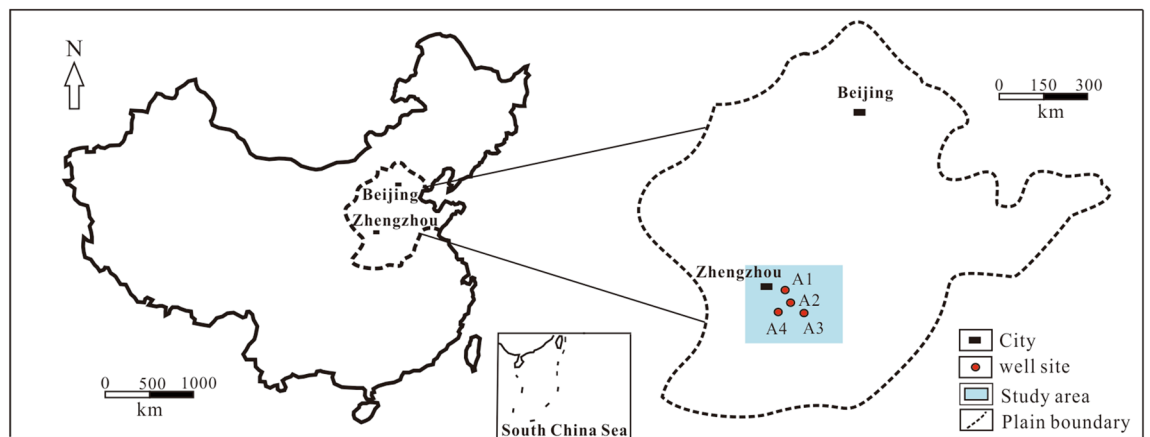 N
Beijing
Zhengzhou
0 500 1000
km
South China Sea
Beijing
0 150 300
km
Zhengzhou
A1
A2
A4 A3
City
well site
Study area
Plain boundary